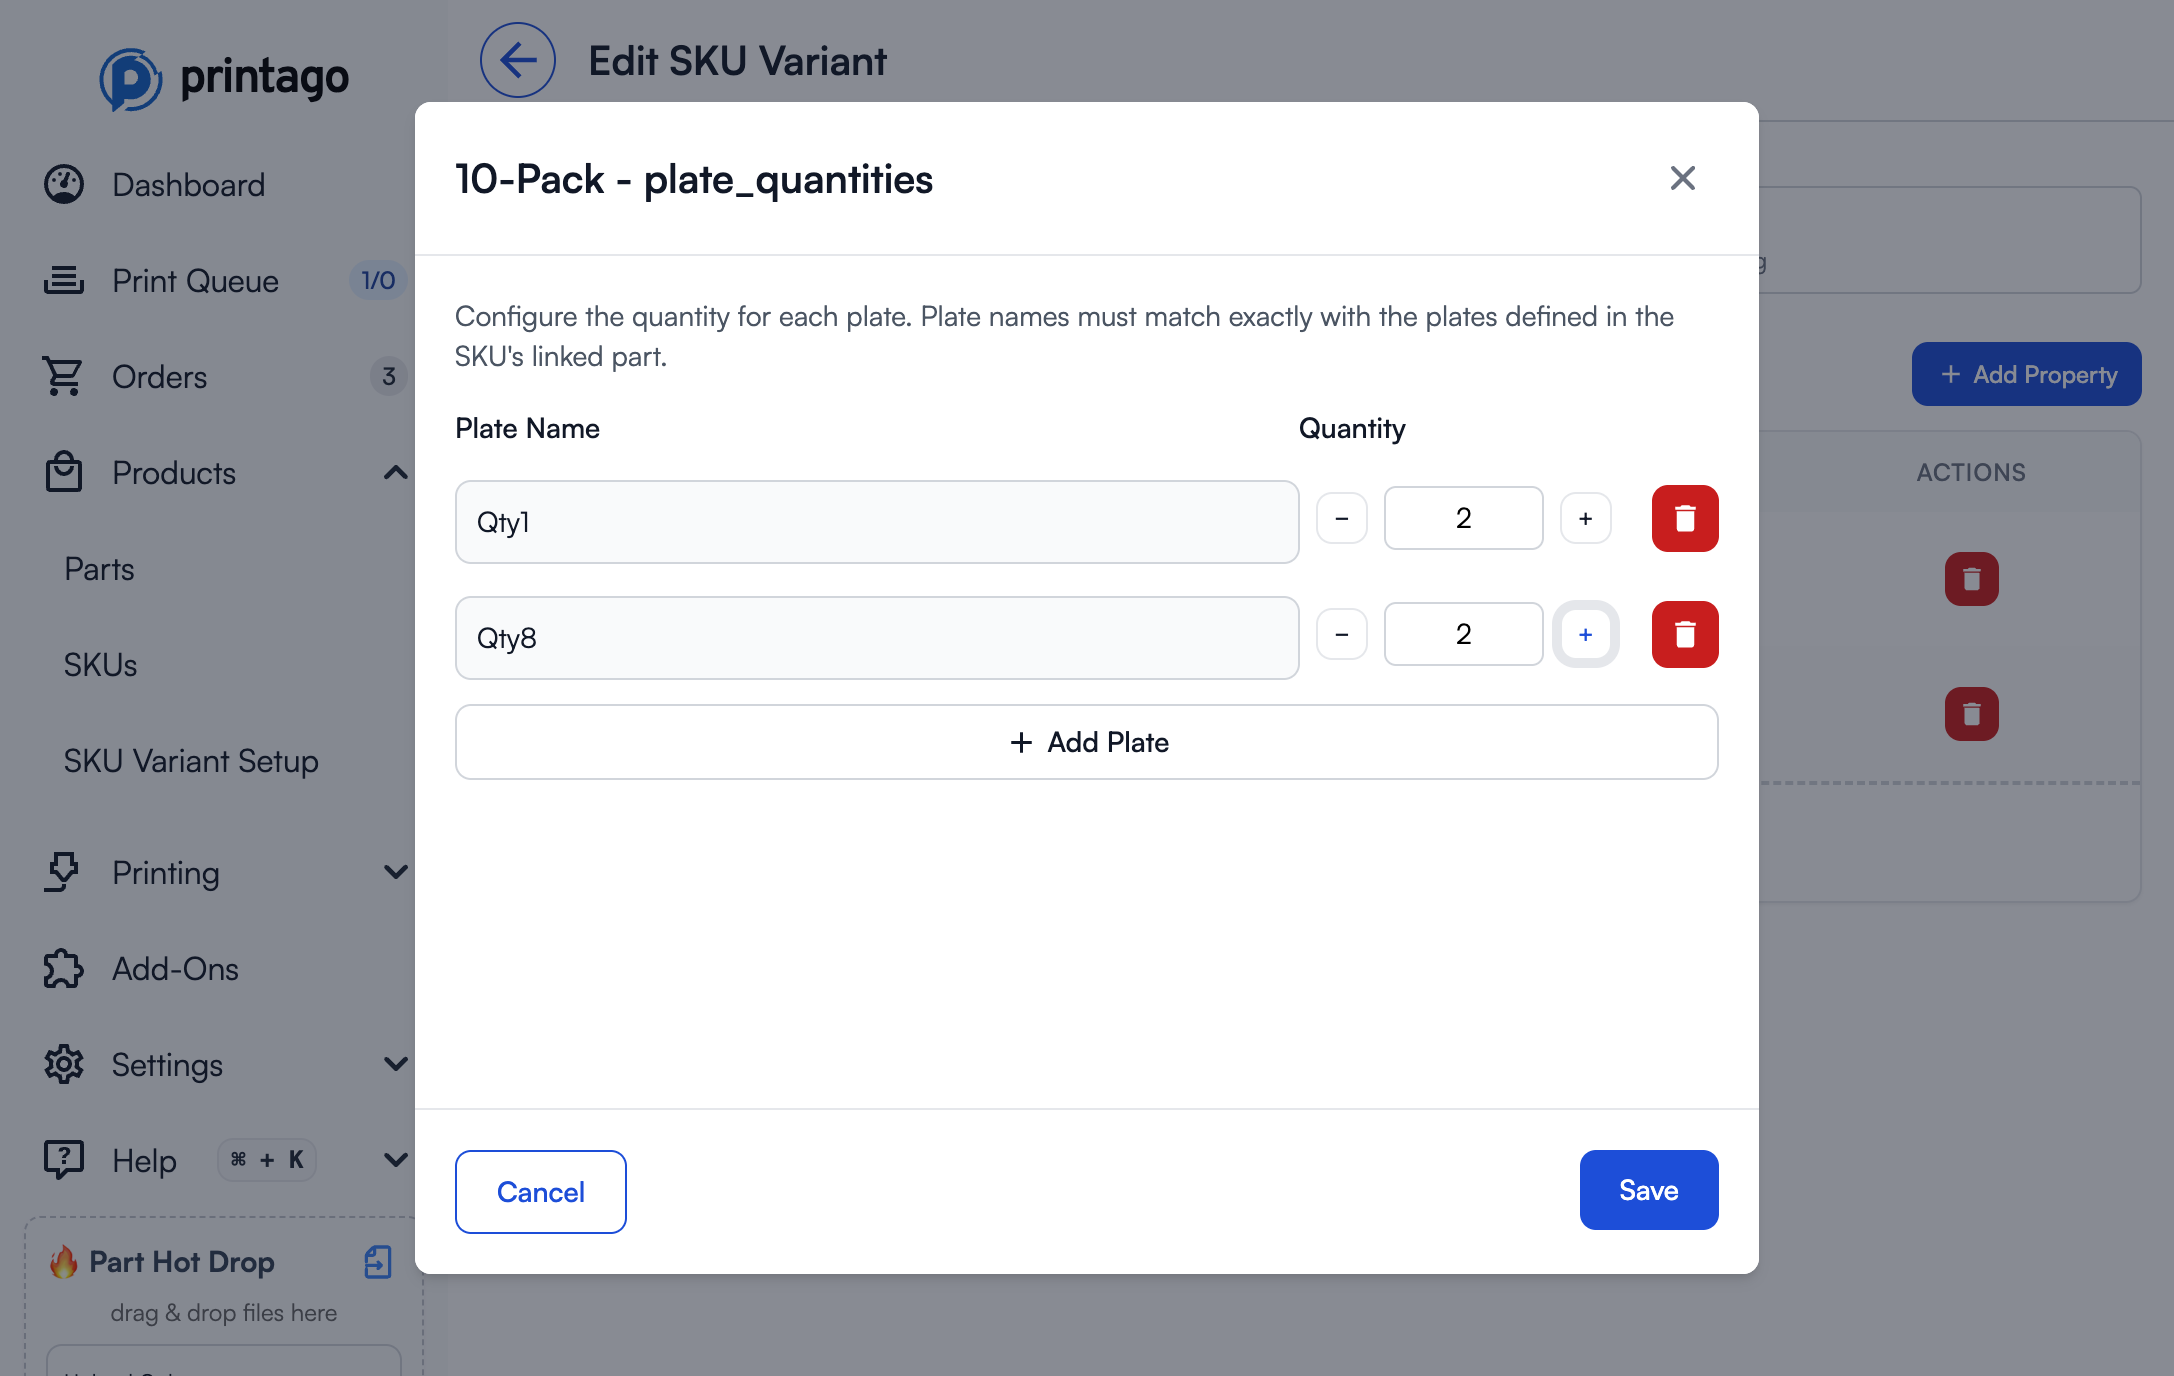 printago
Edit SKU Variant
Dashboard
Print Queue 1/0
Orders 3
Products
Parts
SKUs
SKU Variant Setup
Printing
Add-Ons
Settings
Help ⌘ + K
🔥 Part Hot Drop
drag & drop files here
10-Pack - plate_quantities
Configure the quantity for each plate. Plate names must match exactly with the plates defined in the
SKU's linked part.
Plate Name Quantity
Qty1 − 2 +
Qty8 − 2 +
+ Add Plate
Cancel Save
+ Add Property
ACTIONS